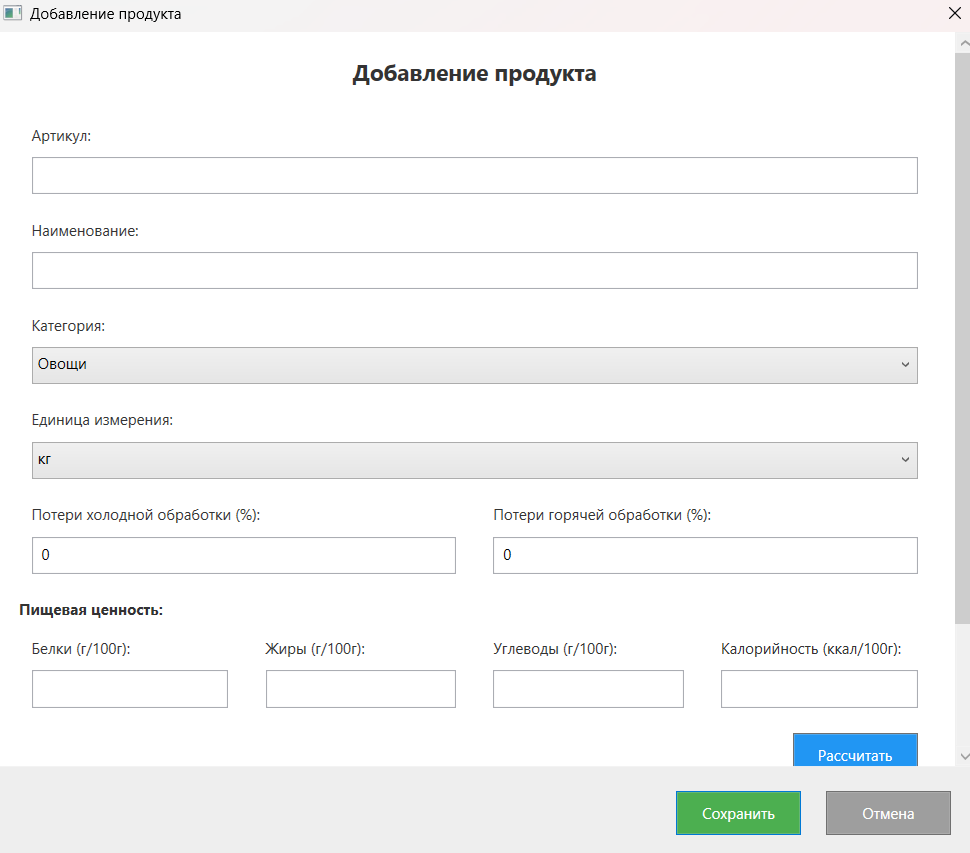 Добавление продукта
Добавление продукта
Артикул:
Наименование:
Категория:
Овощи
Единица измерения:
кг
Потери холодной обработки (%): Потери горячей обработки (%):
0 0
Пищевая ценность:
Белки (г/100г): Жиры (г/100г): Углеводы (г/100г): Калорийность (ккал/100г):
Рассчитать
Сохранить Отмена